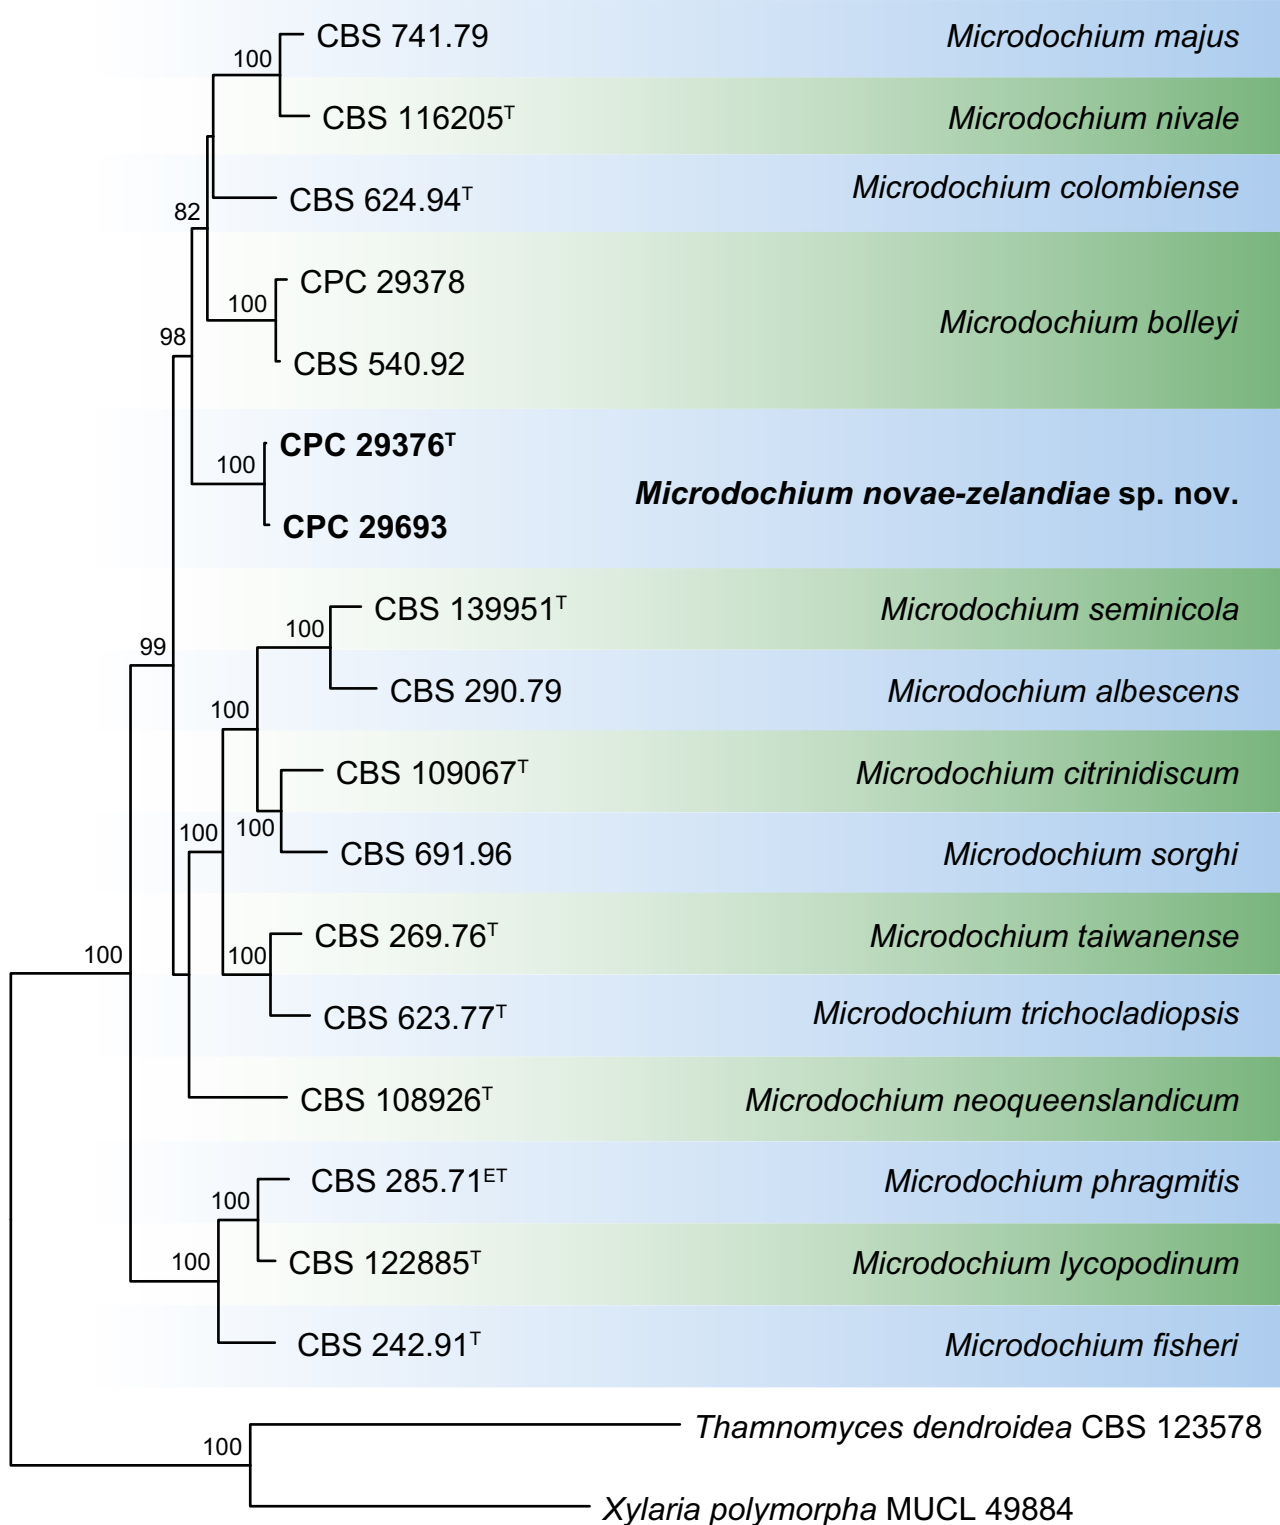 CBS 741.79 Microdochium majus
100
CBS 116205ᵀ Microdochium nivale
CBS 624.94ᵀ Microdochium colombiense
82
CPC 29378
100
Microdochium bolleyi
98
CBS 540.92
CPC 29376ᵀ
100
Microdochium novae-zelandiae sp. nov.
CPC 29693
CBS 139951ᵀ Microdochium seminicola
100
99
CBS 290.79 Microdochium albescens
100
CBS 109067ᵀ Microdochium citrinidiscum
100
100
CBS 691.96 Microdochium sorghi
CBS 269.76ᵀ Microdochium taiwanense
100
100
CBS 623.77ᵀ Microdochium trichocladiopsis
CBS 108926ᵀ Microdochium neoqueenslandicum
CBS 285.71ᴱᵀ Microdochium phragmitis
100
100
CBS 122885ᵀ Microdochium lycopodinum
CBS 242.91ᵀ Microdochium fisheri
Thamnomyces dendroidea CBS 123578
100
Xylaria polymorpha MUCL 49884